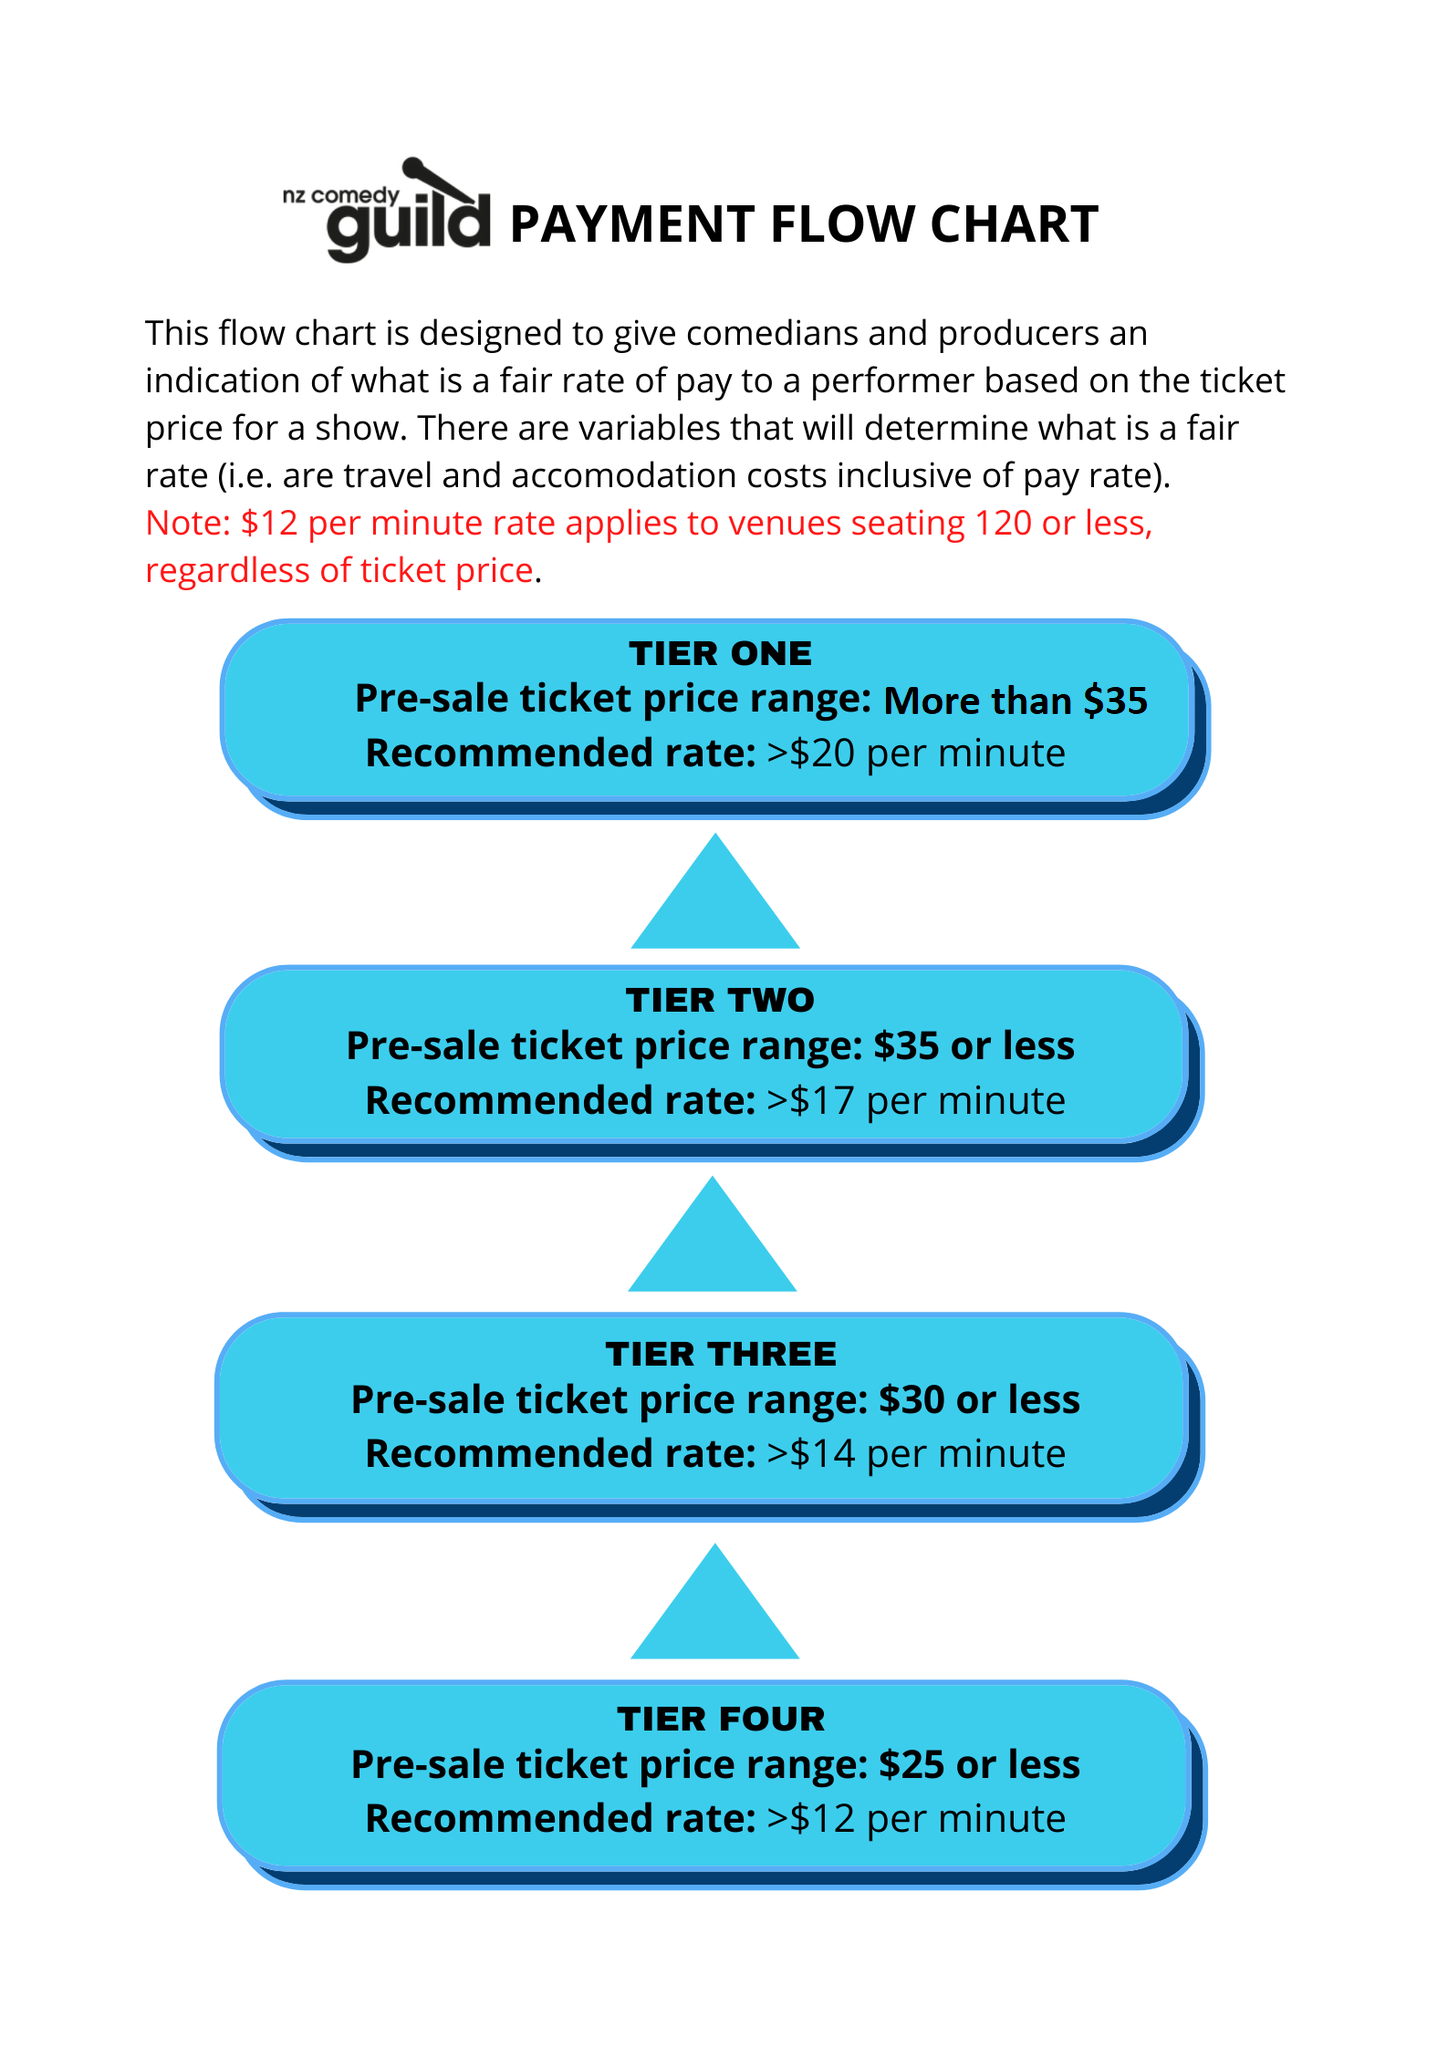 nz comedy
guild PAYMENT FLOW CHART
This flow chart is designed to give comedians and producers an
indication of what is a fair rate of pay to a performer based on the ticket
price for a show. There are variables that will determine what is a fair
rate (i.e. are travel and accomodation costs inclusive of pay rate).
Note: $12 per minute rate applies to venues seating 120 or less,
regardless of ticket price.
TIER ONE
Pre-sale ticket price range: More than $35
Recommended rate: >$20 per minute
TIER TWO
Pre-sale ticket price range: $35 or less
Recommended rate: >$17 per minute
TIER THREE
Pre-sale ticket price range: $30 or less
Recommended rate: >$14 per minute
TIER FOUR
Pre-sale ticket price range: $25 or less
Recommended rate: >$12 per minute